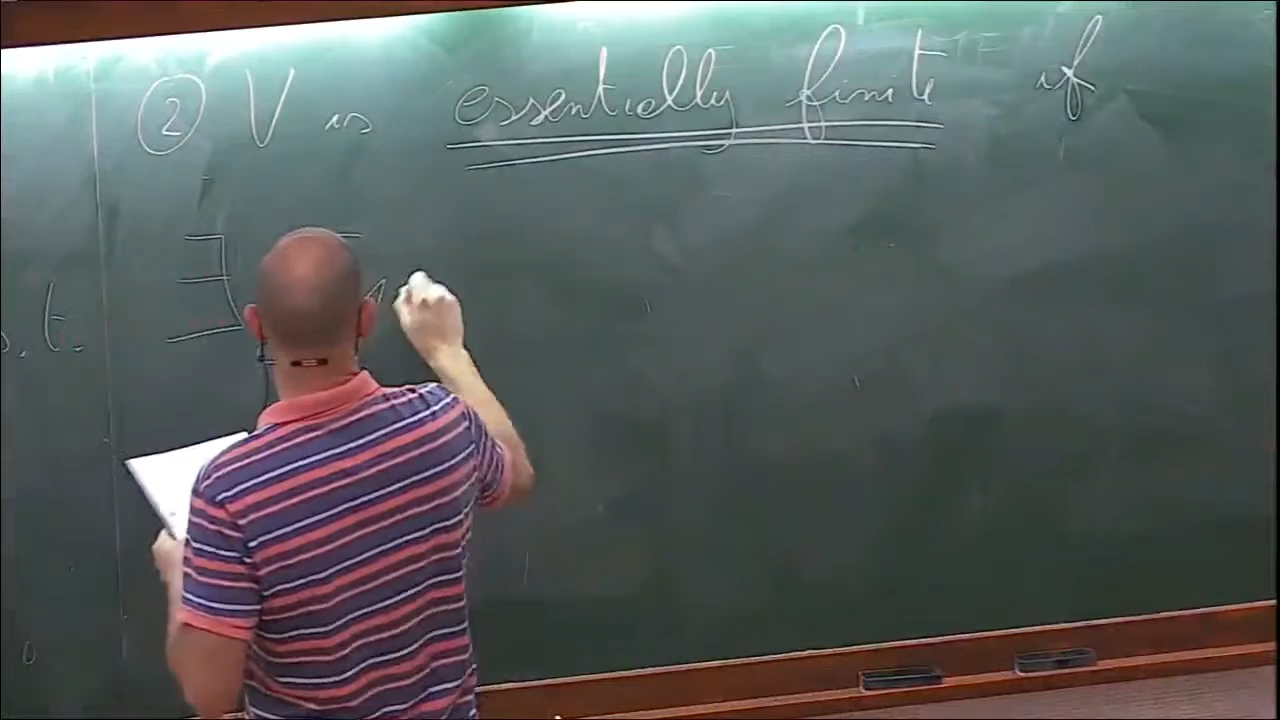 ② V is essentially finite if
∃
s.t.